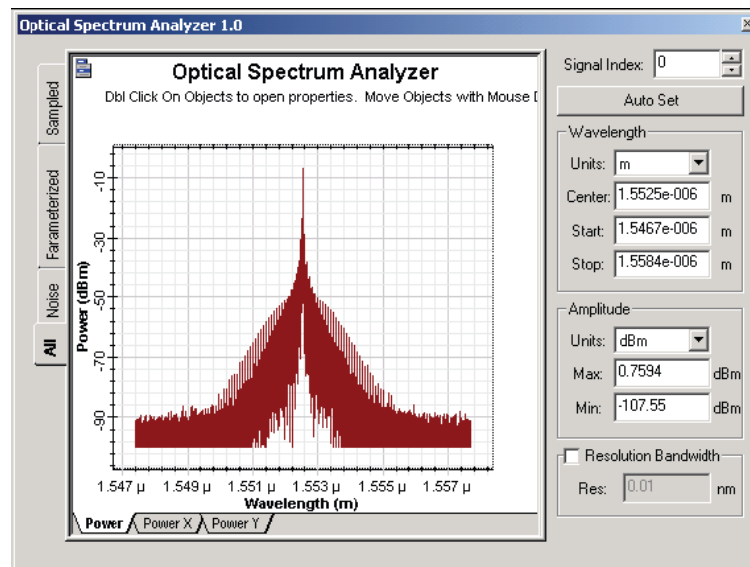 Optical Spectrum Analyzer 1.0
Optical Spectrum Analyzer
Dbl Click On Objects to open properties. Move Objects with Mouse D
Sampled
Parameterized
Noise
All
Power (dBm)
-10
-30
-50
-70
-90
1.547 µ 1.549 µ 1.551 µ 1.553 µ 1.555 µ 1.557 µ
Wavelength (m)
Power Power X Power Y
Signal Index: 0
Auto Set
Wavelength
Units: m
Center: 1.5525e-006 m
Start: 1.5467e-006 m
Stop: 1.5584e-006 m
Amplitude
Units: dBm
Max: 0.7594 dBm
Min: -107.55 dBm
Resolution Bandwidth
Res: 0.01 nm